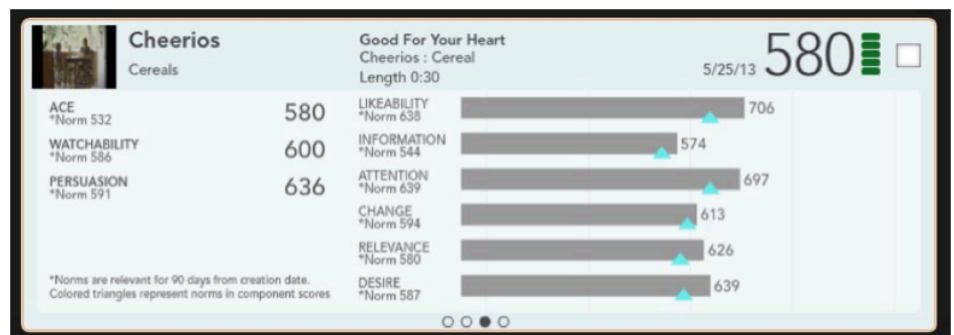 Cheerios
Cereals
Good For Your Heart
Cheerios : Cereal
Length 0:30
5/25/13 580
ACE 580
*Norm 532
WATCHABILITY 600
*Norm 586
PERSUASION 636
*Norm 591
*Norms are relevant for 90 days from creation date.
Colored triangles represent norms in component scores
LIKEABILITY 706
*Norm 638
INFORMATION 574
*Norm 544
ATTENTION 697
*Norm 639
CHANGE 613
*Norm 594
RELEVANCE 626
*Norm 580
DESIRE 639
*Norm 587